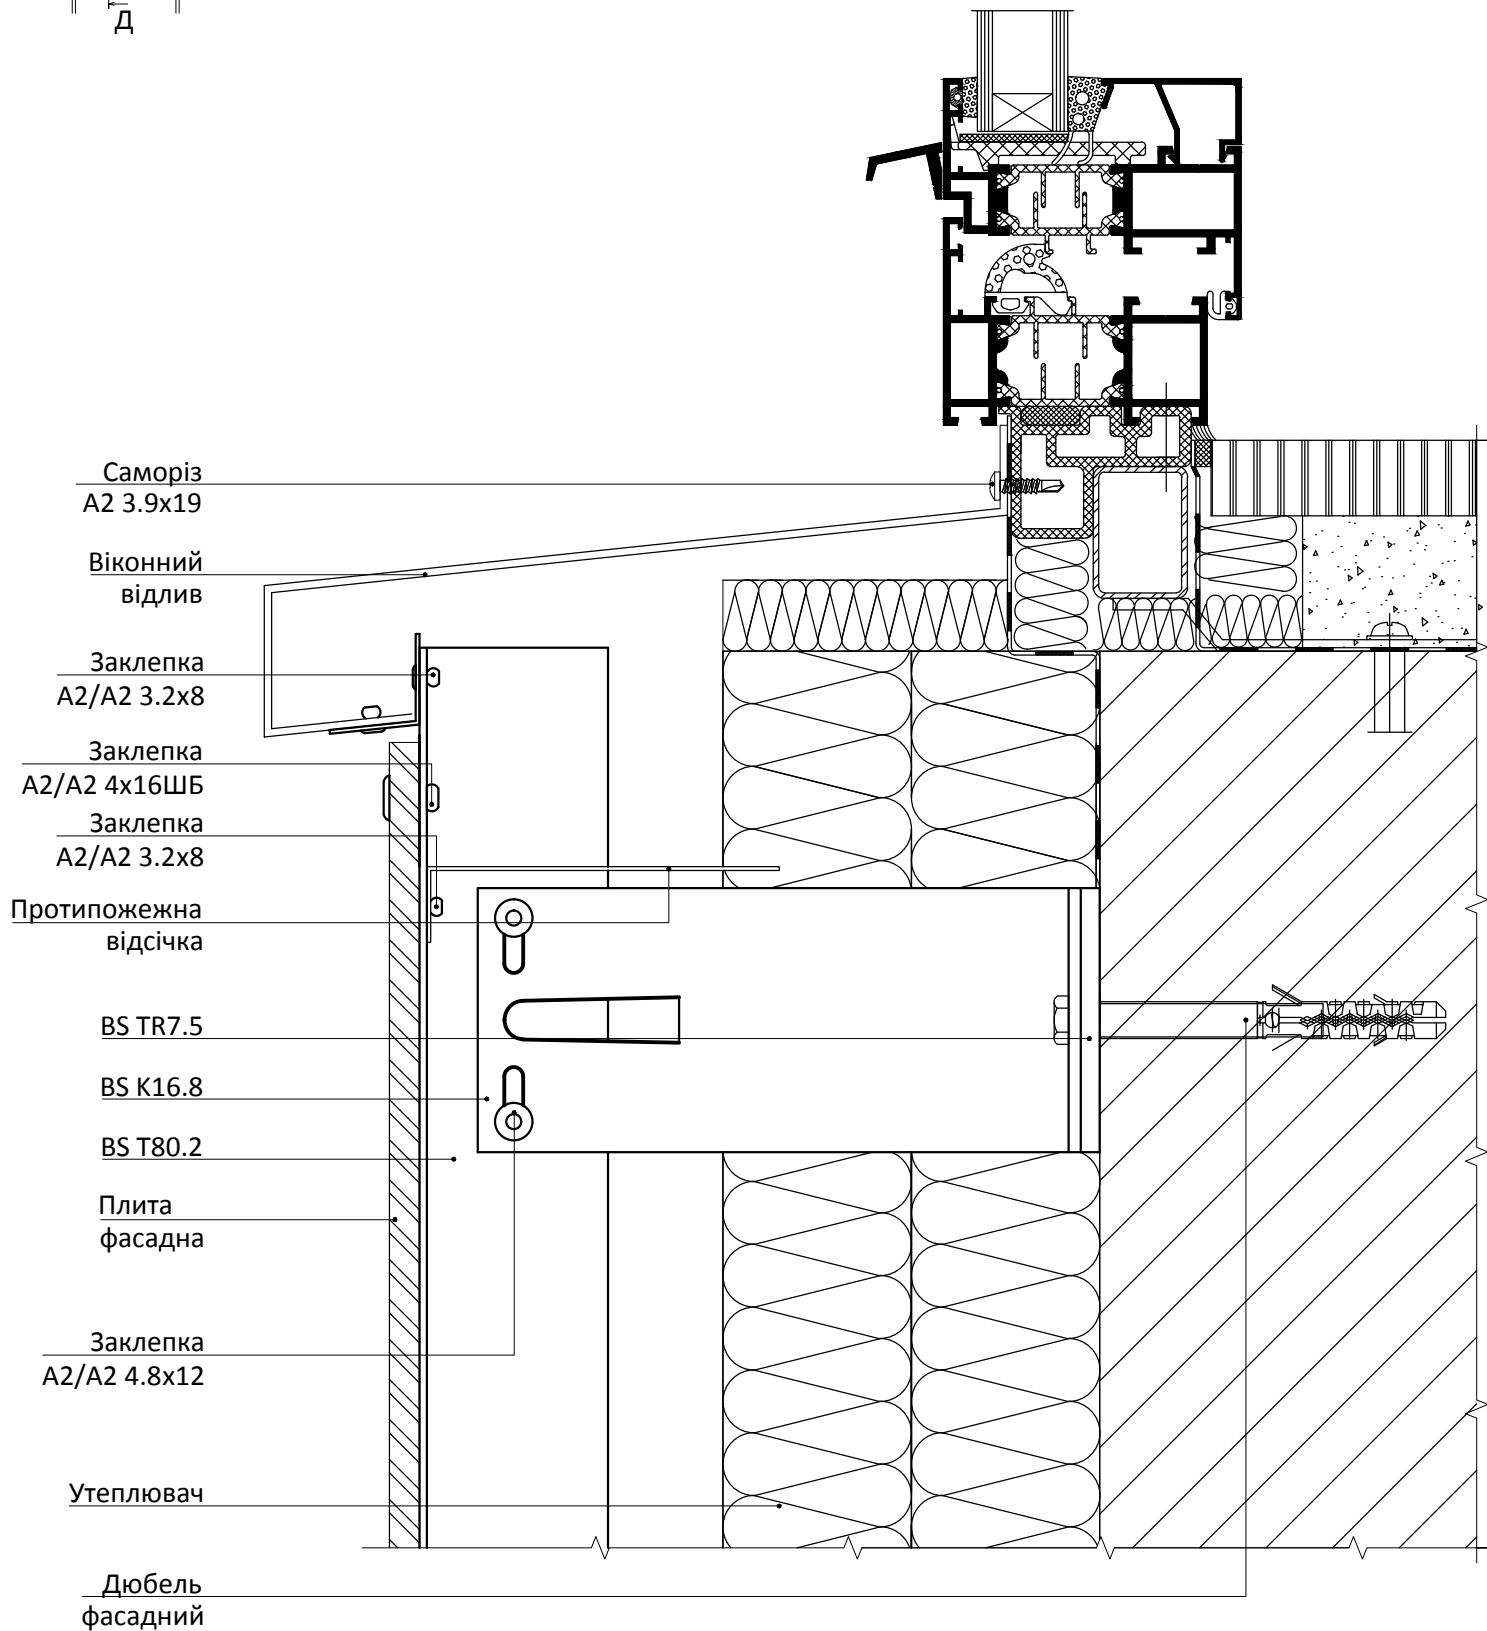 Д
Саморіз
А2 3.9х19
Віконний
відлив
Заклепка
А2/А2 3.2х8
Заклепка
А2/А2 4х16ШБ
Заклепка
А2/А2 3.2х8
Протипожежна
відсічка
BS TR7.5
BS K16.8
BS T80.2
Плита
фасадна
Заклепка
А2/А2 4.8х12
Утеплювач
Дюбель
фасадний